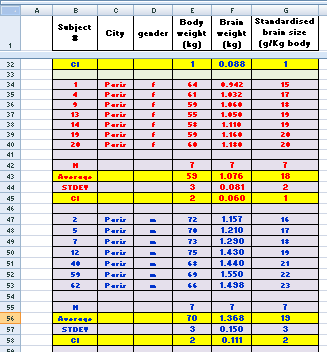 A B C D E F G
1 Subject # City gender Body weight (kg) Brain weight (kg) Standardised brain size (g/Kg body
32 CI 1 0.088 1
33
34 1 Paris f 64 0.942 15
35 4 Paris f 61 1.032 17
36 9 Paris f 59 1.060 18
37 13 Paris f 55 1.050 19
38 14 Paris f 58 1.110 19
39 19 Paris f 59 1.160 20
40 20 Paris f 60 1.180 20
41
42 N 7 7 7
43 Average 59 1.076 18
44 STDEV 3 0.081 2
45 CI 2 0.060 1
46
47 2 Paris m 72 1.157 16
48 5 Paris m 70 1.210 17
49 7 Paris m 73 1.290 18
50 12 Paris m 75 1.430 19
51 40 Paris m 68 1.440 21
52 59 Paris m 69 1.550 22
53 62 Paris m 66 1.498 23
54
55 N 7 7 7
56 Average 70 1.368 19
57 STDEV 3 0.150 3
58 CI 2 0.111 2